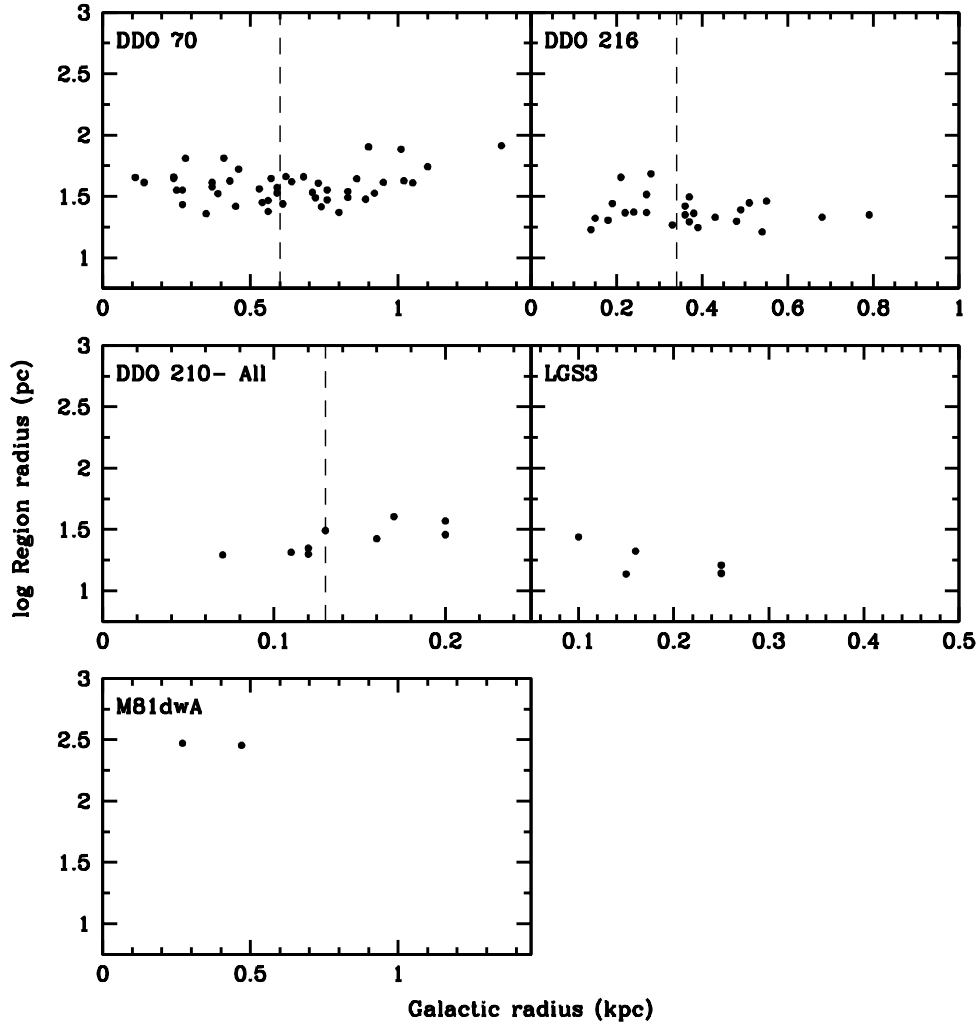 3
DDO 70
DDO 216
2.5
2
1.5
1
0 0.5 1 0 0.2 0.4 0.6 0.8 1
3
DDO 210- All
LGS3
2.5
2
1.5
1
0 0.1 0.2 0.1 0.2 0.3 0.4 0.5
log Region radius (pc)
3
M81dwA
2.5
2
1.5
1
0 0.5 1
Galactic radius (kpc)